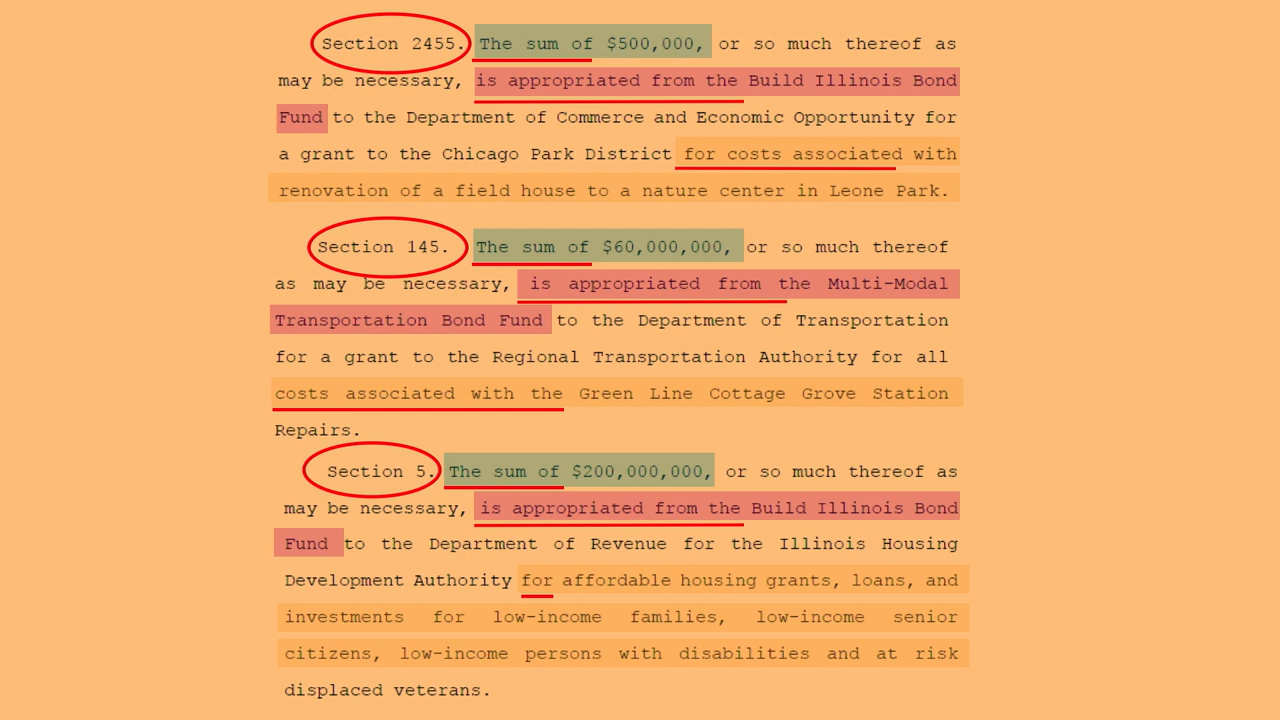 Section 2455. The sum of $500,000, or so much thereof as
may be necessary, is appropriated from the Build Illinois Bond
Fund to the Department of Commerce and Economic Opportunity for
a grant to the Chicago Park District for costs associated with
renovation of a field house to a nature center in Leone Park.
Section 145. The sum of $60,000,000, or so much thereof
as may be necessary, is appropriated from the Multi-Modal
Transportation Bond Fund to the Department of Transportation
for a grant to the Regional Transportation Authority for all
costs associated with the Green Line Cottage Grove Station
Repairs.
Section 5. The sum of $200,000,000, or so much thereof as
may be necessary, is appropriated from the Build Illinois Bond
Fund to the Department of Revenue for the Illinois Housing
Development Authority for affordable housing grants, loans, and
investments for low-income families, low-income senior
citizens, low-income persons with disabilities and at risk
displaced veterans.